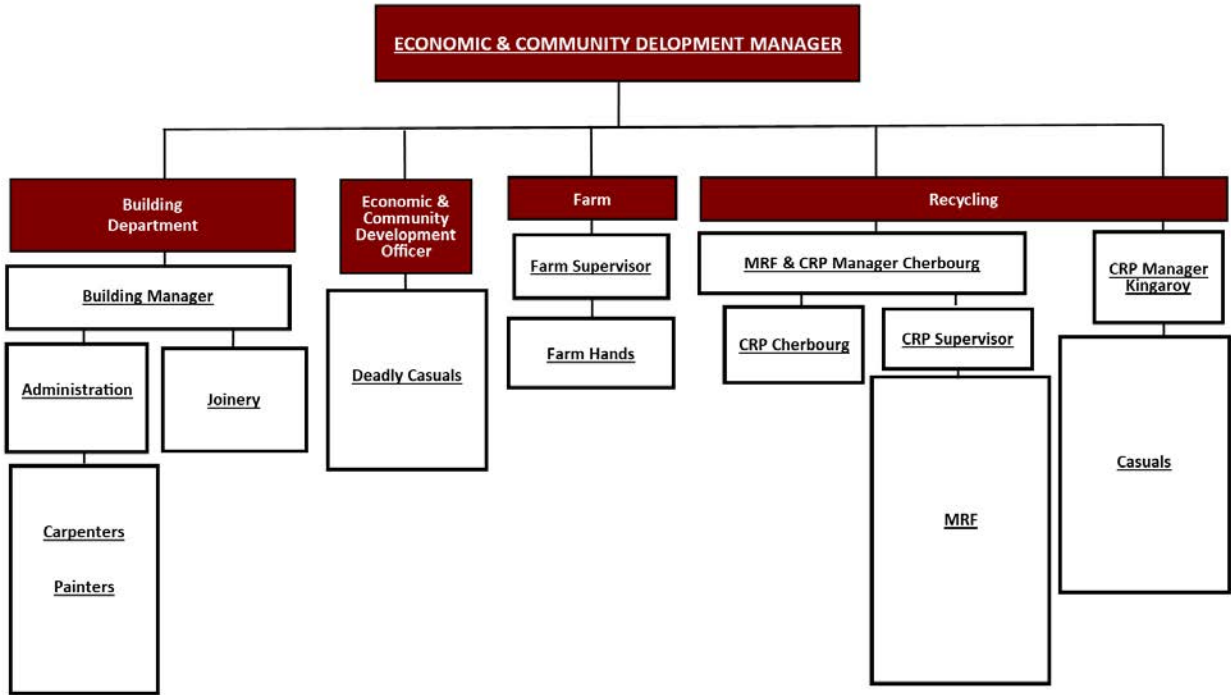 ECONOMIC & COMMUNITY DELOPMENT MANAGER
Building
Department
Economic &
Community
Development
Officer
Farm
Recycling
Building Manager
Farm Supervisor
MRF & CRP Manager Cherbourg
CRP Manager
Kingaroy
Administration
Joinery
Deadly Casuals
Farm Hands
CRP Cherbourg
CRP Supervisor
Carpenters
Painters
MRF
Casuals